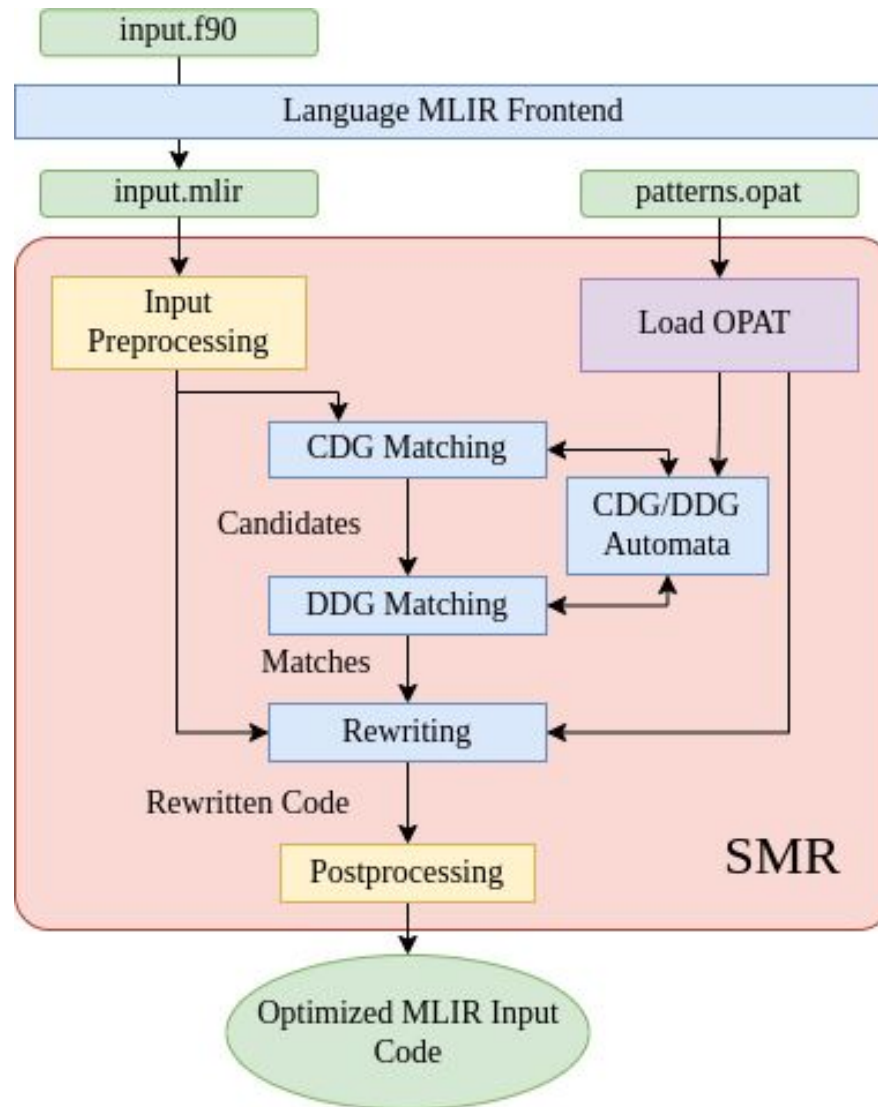 input.f90
Language MLIR Frontend
input.mlir
patterns.opat
Input
Preprocessing
Load OPAT
CDG Matching
CDG/DDG
Automata
Candidates
DDG Matching
Matches
Rewriting
Rewritten Code
SMR
Postprocessing
Optimized MLIR Input
Code